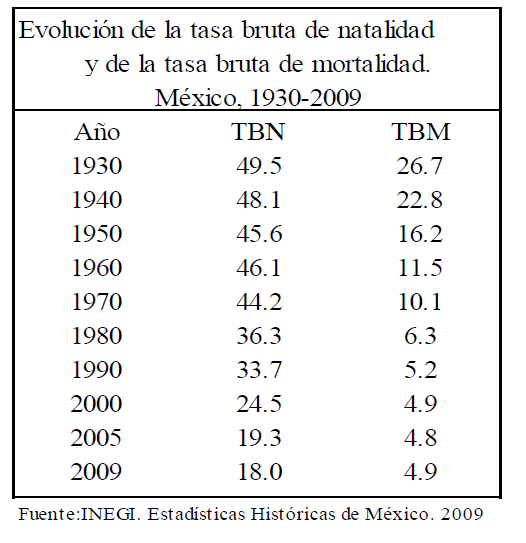 Evolución de la tasa bruta de natalidad
y de la tasa bruta de mortalidad.
México, 1930-2009
Año TBN TBM
1930 49.5 26.7
1940 48.1 22.8
1950 45.6 16.2
1960 46.1 11.5
1970 44.2 10.1
1980 36.3 6.3
1990 33.7 5.2
2000 24.5 4.9
2005 19.3 4.8
2009 18.0 4.9
Fuente:INEGI. Estadísticas Históricas de México. 2009